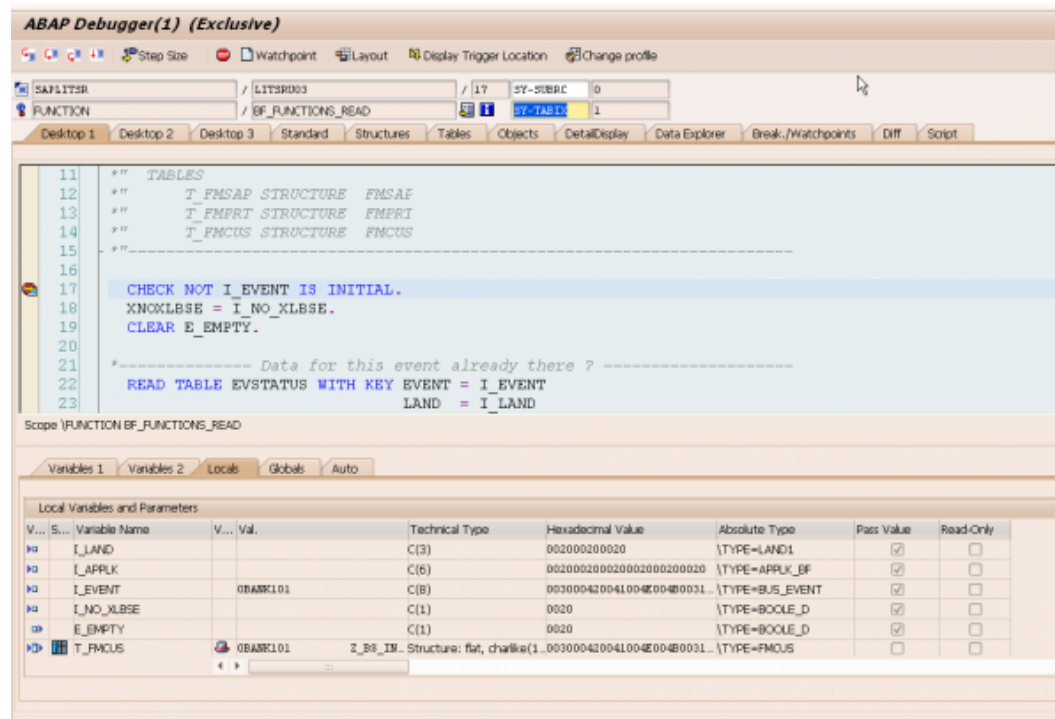 ABAP Debugger(1) (Exclusive)
Step Size Watchpoint Layout Display Trigger Location Change profile
SAPLITSR / LITSRU03 / 17 SY-SUBRC 0
FUNCTION / BF_FUNCTIONS_READ SY-TABIX 1
Desktop 1 Desktop 2 Desktop 3 Standard Structures Tables Objects DetailDisplay Data Explorer Break./Watchpoints Diff Script
11 *" TABLES
12 *" T_FMSAP STRUCTURE FMSAP
13 *" T_FMPRT STRUCTURE FMPRT
14 *" T_FMCUS STRUCTURE FMCUS
15 *"----------------------------------------------------------------------
16
17 CHECK NOT I_EVENT IS INITIAL.
18 XNOXLBSE = I_NO_XLBSE.
19 CLEAR E_EMPTY.
20
21 *-------------- Data for this event already there ? --------------------
22 READ TABLE EVSTATUS WITH KEY EVENT = I_EVENT
23 LAND = I_LAND
Scope \FUNCTION BF_FUNCTIONS_READ
Variables 1 Variables 2 Locals Globals Auto
Local Variables and Parameters
V... S... Variable Name V... Val. Technical Type Hexadecimal Value Absolute Type Pass Value Read-Only
I_LAND C(3) 002000200020 \TYPE=LAND1
I_APPLK C(6) 002000200020002000200020 \TYPE=APPLK_BF
I_EVENT 0BANK101 C(8) 003000420041004E004B0031... \TYPE=BUS_EVENT
I_NO_XLBSE C(1) 0020 \TYPE=BOOLE_D
E_EMPTY C(1) 0020 \TYPE=BOOLE_D
T_FMCUS 0BANK101 Z_BS_IN... Structure: flat, charlike(1... 003000420041004E004B0031... \TYPE=FMCUS